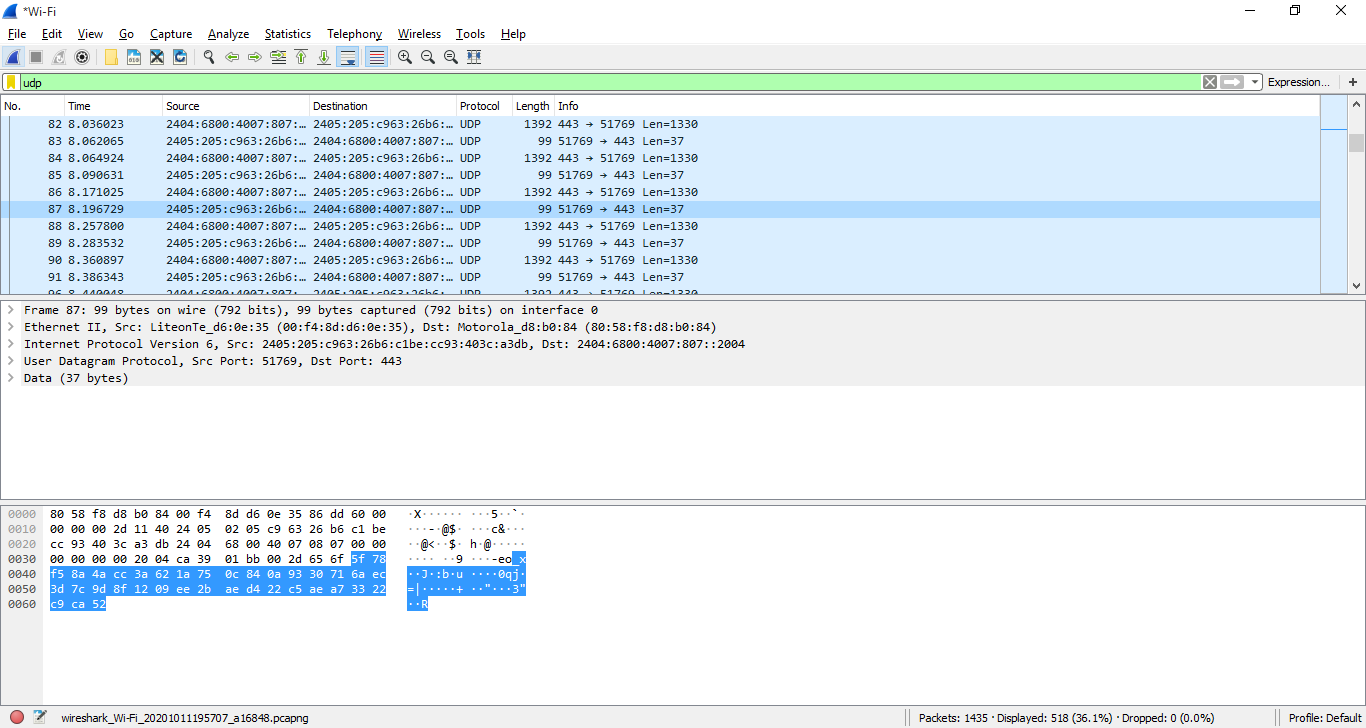 *Wi-Fi
File Edit View Go Capture Analyze Statistics Telephony Wireless Tools Help
udp Expression... +
No. Time Source Destination Protocol Length Info
82 8.036023 2404:6800:4007:807:… 2405:205:c963:26b6:… UDP 1392 443 → 51769 Len=1330
83 8.062065 2405:205:c963:26b6:… 2404:6800:4007:807:… UDP 99 51769 → 443 Len=37
84 8.064924 2404:6800:4007:807:… 2405:205:c963:26b6:… UDP 1392 443 → 51769 Len=1330
85 8.090631 2405:205:c963:26b6:… 2404:6800:4007:807:… UDP 99 51769 → 443 Len=37
86 8.171025 2404:6800:4007:807:… 2405:205:c963:26b6:… UDP 1392 443 → 51769 Len=1330
87 8.196729 2405:205:c963:26b6:… 2404:6800:4007:807:… UDP 99 51769 → 443 Len=37
88 8.257800 2404:6800:4007:807:… 2405:205:c963:26b6:… UDP 1392 443 → 51769 Len=1330
89 8.283532 2405:205:c963:26b6:… 2404:6800:4007:807:… UDP 99 51769 → 443 Len=37
90 8.360897 2404:6800:4007:807:… 2405:205:c963:26b6:… UDP 1392 443 → 51769 Len=1330
91 8.386343 2405:205:c963:26b6:… 2404:6800:4007:807:… UDP 99 51769 → 443 Len=37
Frame 87: 99 bytes on wire (792 bits), 99 bytes captured (792 bits) on interface 0
Ethernet II, Src: LiteonTe_d6:0e:35 (00:f4:8d:d6:0e:35), Dst: Motorola_d8:b0:84 (80:58:f8:d8:b0:84)
Internet Protocol Version 6, Src: 2405:205:c963:26b6:c1be:cc93:403c:a3db, Dst: 2404:6800:4007:807::2004
User Datagram Protocol, Src Port: 51769, Dst Port: 443
Data (37 bytes)
0000 80 58 f8 d8 b0 84 00 f4 8d d6 0e 35 86 dd 60 00 ·X······ ···5··`·
0010 00 00 00 2d 11 40 24 05 02 05 c9 63 26 b6 c1 be ···-·@$· ···c&···
0020 cc 93 40 3c a3 db 24 04 68 00 40 07 08 07 00 00 ··@<··$· h·@·····
0030 00 00 00 00 20 04 ca 39 01 bb 00 2d 65 6f 5f 78 ···· ··9 ···-eo_x
0040 f5 8a 4a cc 3a 62 1a 75 0c 84 0a 93 30 71 6a ec ··J·:b·u ····0qj·
0050 3d 7c 9d 8f 12 09 ee 2b ae d4 22 c5 ae a7 33 22 =|·····+ ··"···3"
0060 c9 ca 52 ··R
wireshark_Wi-Fi_20201011195707_a16848.pcapng Packets: 1435 · Displayed: 518 (36.1%) · Dropped: 0 (0.0%) Profile: Default